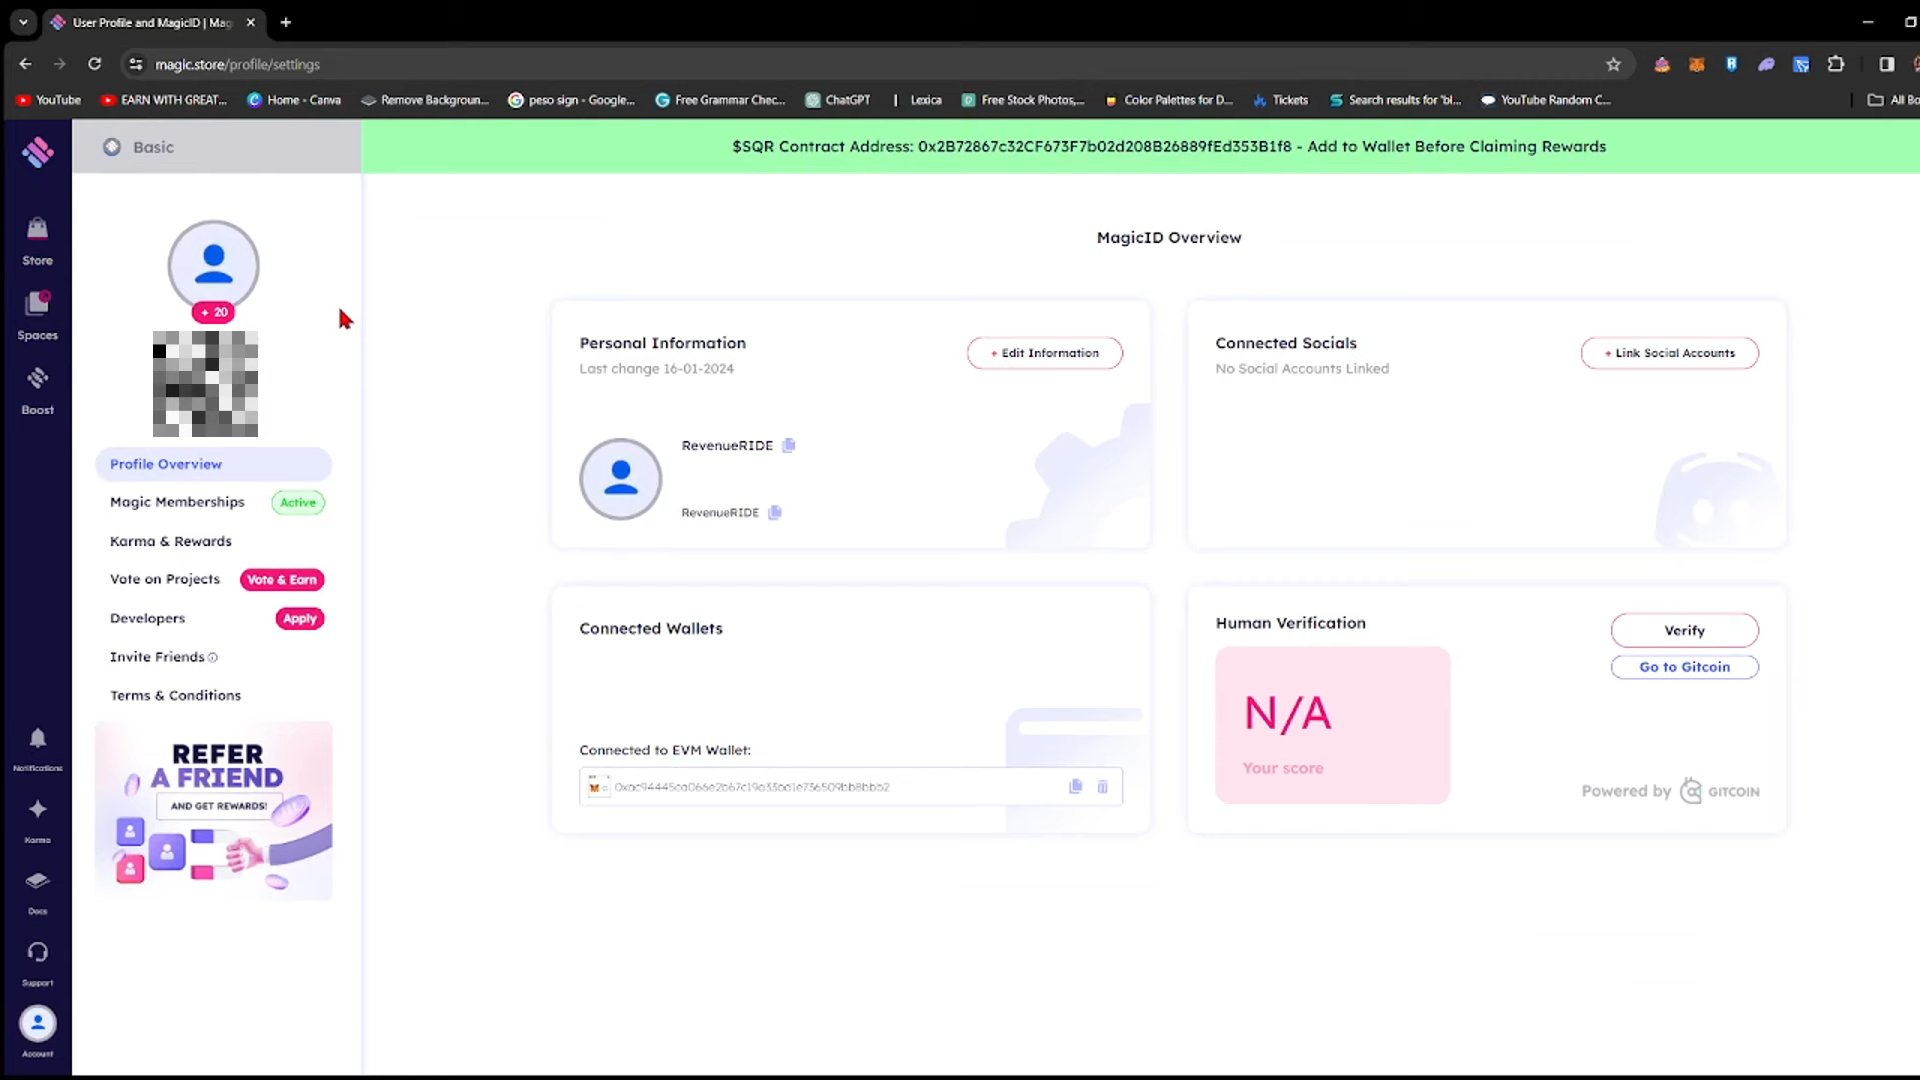 User Profile and MagicID | Mag
magic.store/profile/settings
YouTube
EARN WITH GREAT...
Home - Canva
Remove Backgroun...
peso sign - Google...
Free Grammar Chec...
ChatGPT
Lexica
Free Stock Photos,...
Color Palettes for D...
Tickets
Search results for 'bl...
YouTube Random C...
All Bo
Basic
$SQR Contract Address: 0x2B72867c32CF673F7b02d208B26889fEd353B1f8 - Add to Wallet Before Claiming Rewards
Store
Spaces
Boost
Notifications
Karma
Docs
Support
Account
+ 20
Profile Overview
Magic Memberships Active
Karma & Rewards
Vote on Projects Vote & Earn
Developers Apply
Invite Friends
Terms & Conditions
REFER
A FRIEND
AND GET REWARDS!
MagicID Overview
Personal Information
Last change 16-01-2024
+ Edit Information
RevenueRIDE
RevenueRIDE
Connected Socials
No Social Accounts Linked
+ Link Social Accounts
Connected Wallets
Connected to EVM Wallet:
Human Verification
Verify
Go to Gitcoin
N/A
Your score
Powered by GITCOIN